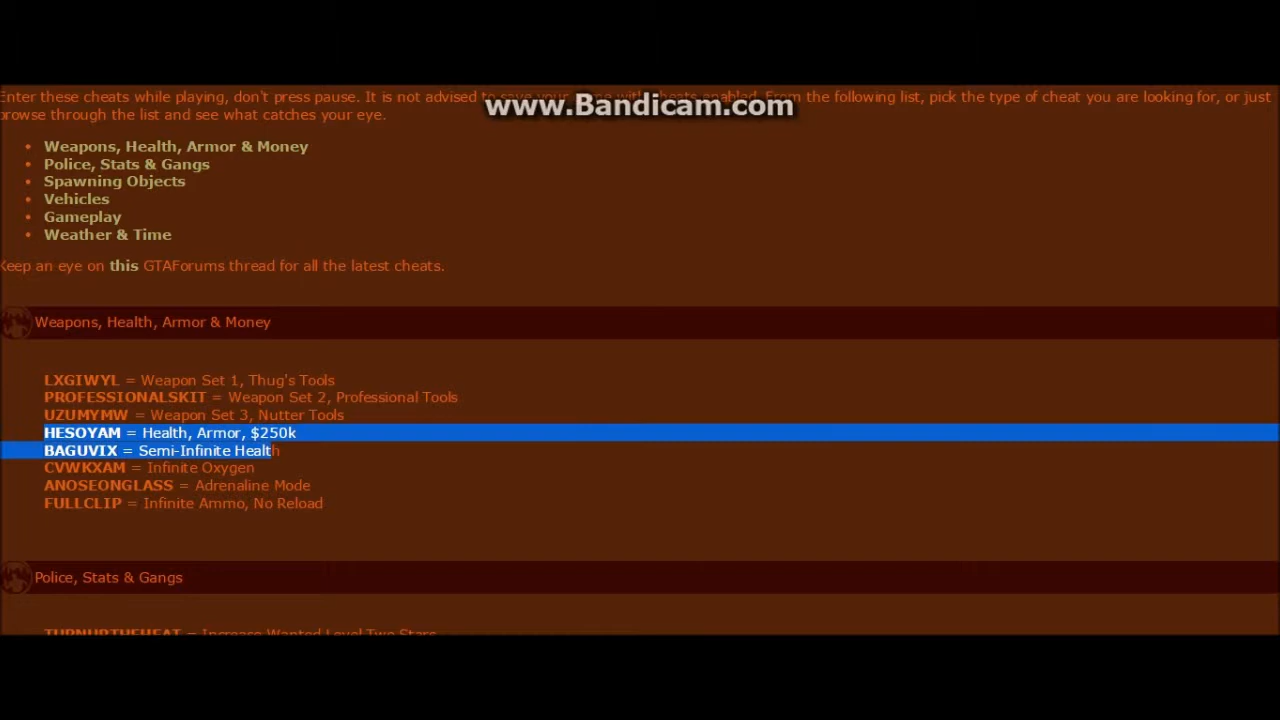 www.Bandicam.com
Enter these cheats while playing, don't press pause. It is not advised to save your game with cheats enabled. From the following list, pick the type of cheat you are looking for, or just
browse through the list and see what catches your eye.
• Weapons, Health, Armor & Money
• Police, Stats & Gangs
• Spawning Objects
• Vehicles
• Gameplay
• Weather & Time
Keep an eye on this GTAForums thread for all the latest cheats.
Weapons, Health, Armor & Money
LXGIWYL = Weapon Set 1, Thug's Tools
PROFESSIONALSKIT = Weapon Set 2, Professional Tools
UZUMYMW = Weapon Set 3, Nutter Tools
HESOYAM = Health, Armor, $250k
BAGUVIX = Semi-Infinite Health
CVWKXAM = Infinite Oxygen
ANOSEONGLASS = Adrenaline Mode
FULLCLIP = Infinite Ammo, No Reload
Police, Stats & Gangs
TURNUPTHEHEAT = Increase Wanted Level Two Stars